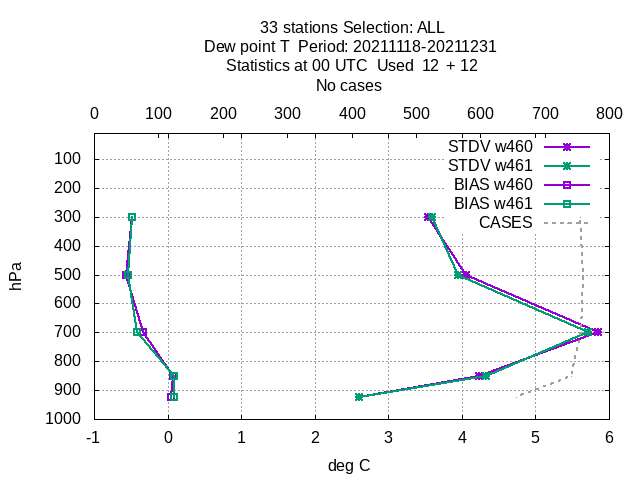 33 stations Selection: ALL
Dew point T  Period: 20211118-20211231
Statistics at 00 UTC  Used  12 + 12
No cases
0 100 200 300 400 500 600 700 800
STDV w460
STDV w461
BIAS w460
BIAS w461
CASES
100
200
300
400
500
600
700
800
900
1000
hPa
-1 0 1 2 3 4 5 6
deg C